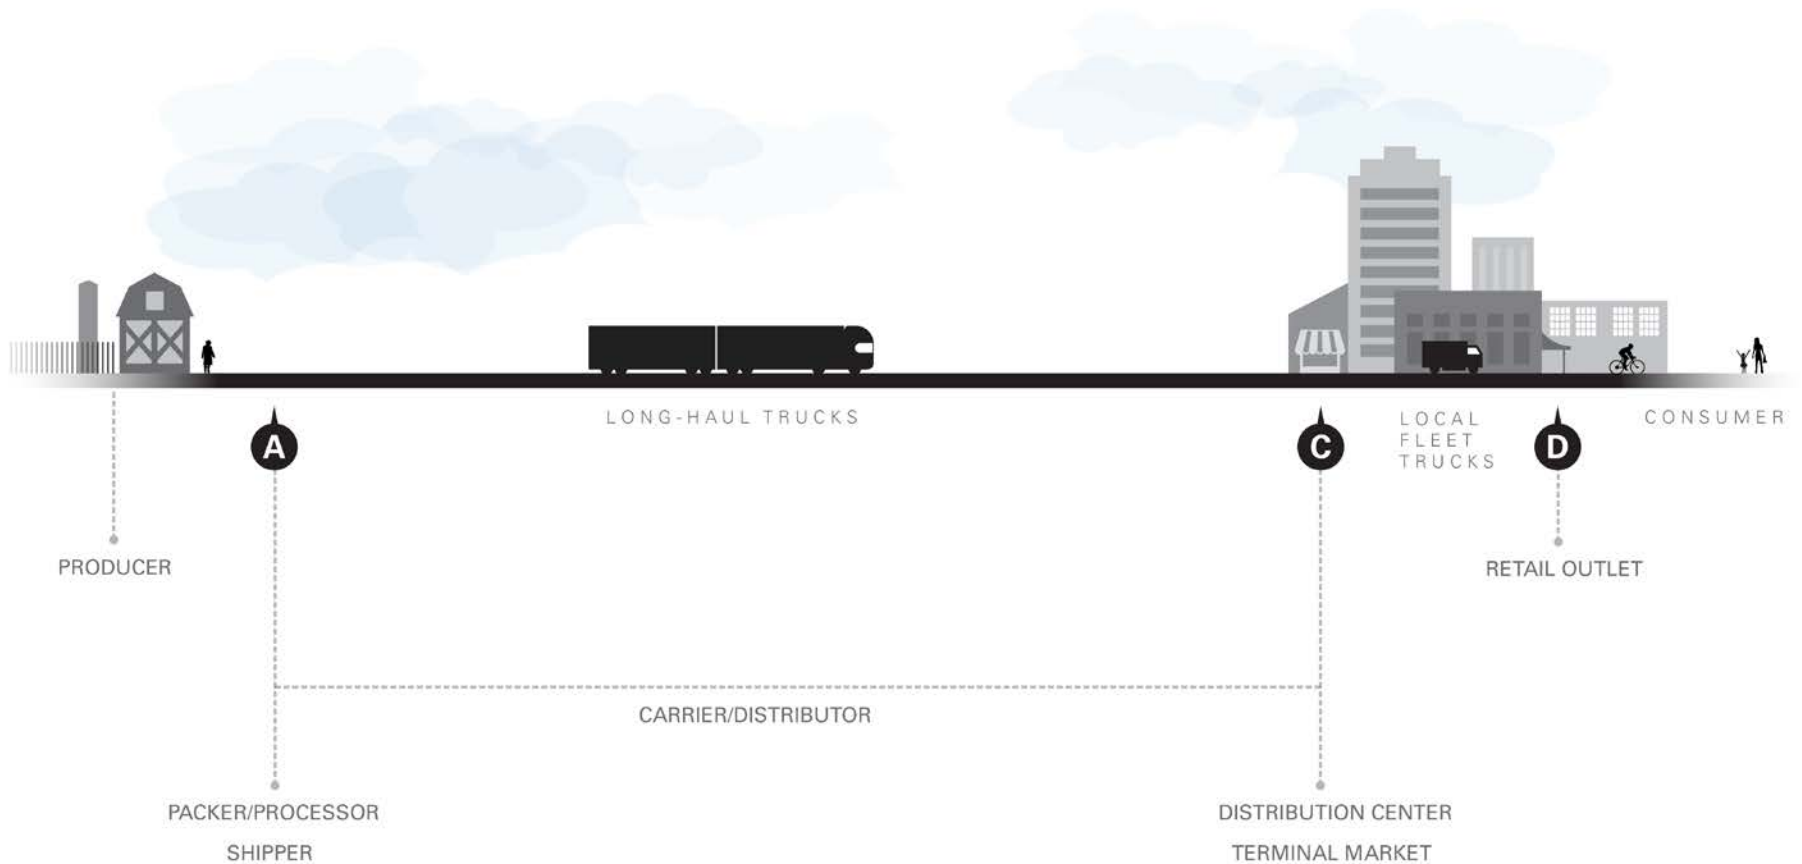 LONG-HAUL TRUCKS
LOCAL
FLEET
TRUCKS
CONSUMER
A
C
D
PRODUCER
RETAIL OUTLET
CARRIER/DISTRIBUTOR
PACKER/PROCESSOR
SHIPPER
DISTRIBUTION CENTER
TERMINAL MARKET